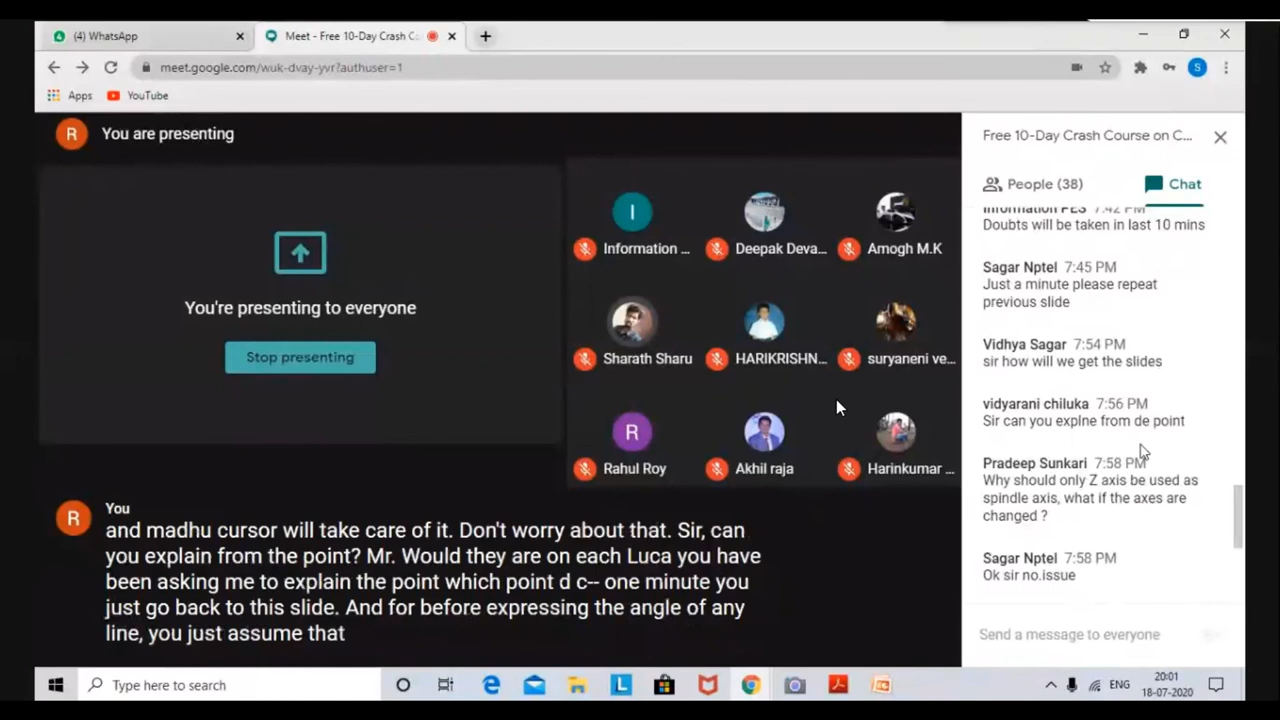 (4) WhatsApp
Meet - Free 10-Day Crash Cc
meet.google.com/wuk-dvay-yvr?authuser=1
S
Apps
YouTube
R
You are presenting
You're presenting to everyone
Stop presenting
I
Information ...
Deepak Deva...
Amogh M.K
Sharath Sharu
HARIKRISHN...
suryaneni ve...
R
Rahul Roy
Akhil raja
Harinkumar ...
R
You
and madhu cursor will take care of it. Don't worry about that. Sir, can
you explain from the point? Mr. Would they are on each Luca you have
been asking me to explain the point which point d c-- one minute you
just go back to this slide. And for before expressing the angle of any
line, you just assume that
Free 10-Day Crash Course on C...
People (38)
Chat
Information PES 7:42 PM
Doubts will be taken in last 10 mins
Sagar Nptel 7:45 PM
Just a minute please repeat
previous slide
Vidhya Sagar 7:54 PM
sir how will we get the slides
vidyarani chiluka 7:56 PM
Sir can you explne from de point
Pradeep Sunkari 7:58 PM
Why should only Z axis be used as
spindle axis, what if the axes are
changed ?
Sagar Nptel 7:58 PM
Ok sir no.issue
Send a message to everyone
Type here to search
L
ENG
20:01
18-07-2020